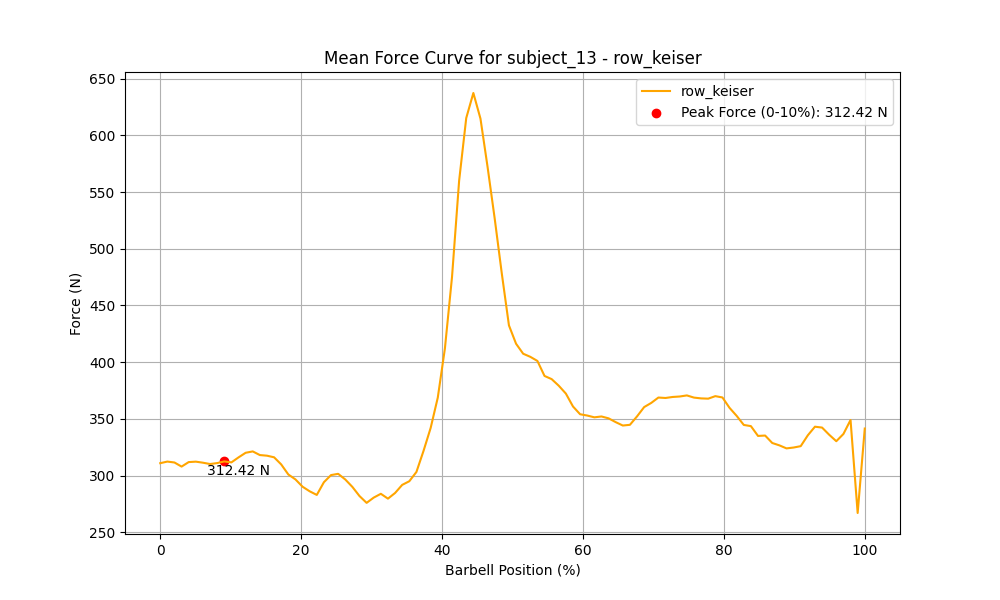 Mean Force Curve for subject_13 - row_keiser
row_keiser
Peak Force (0-10%): 312.42 N
650
600
550
500
450
400
350
300
250
Force (N)
312.42 N
0 20 40 60 80 100
Barbell Position (%)